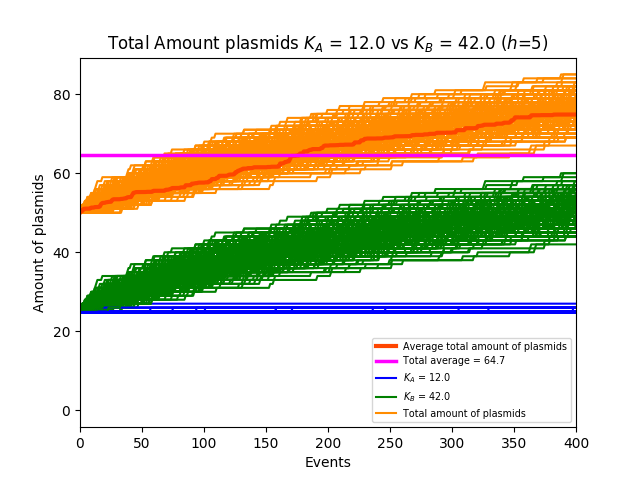 Total Amount plasmids K_A = 12.0 vs K_B = 42.0 (h=5)
Amount of plasmids
80
60
40
20
0
0 50 100 150 200 250 300 350 400
Events
Average total amount of plasmids
Total average = 64.7
K_A = 12.0
K_B = 42.0
Total amount of plasmids